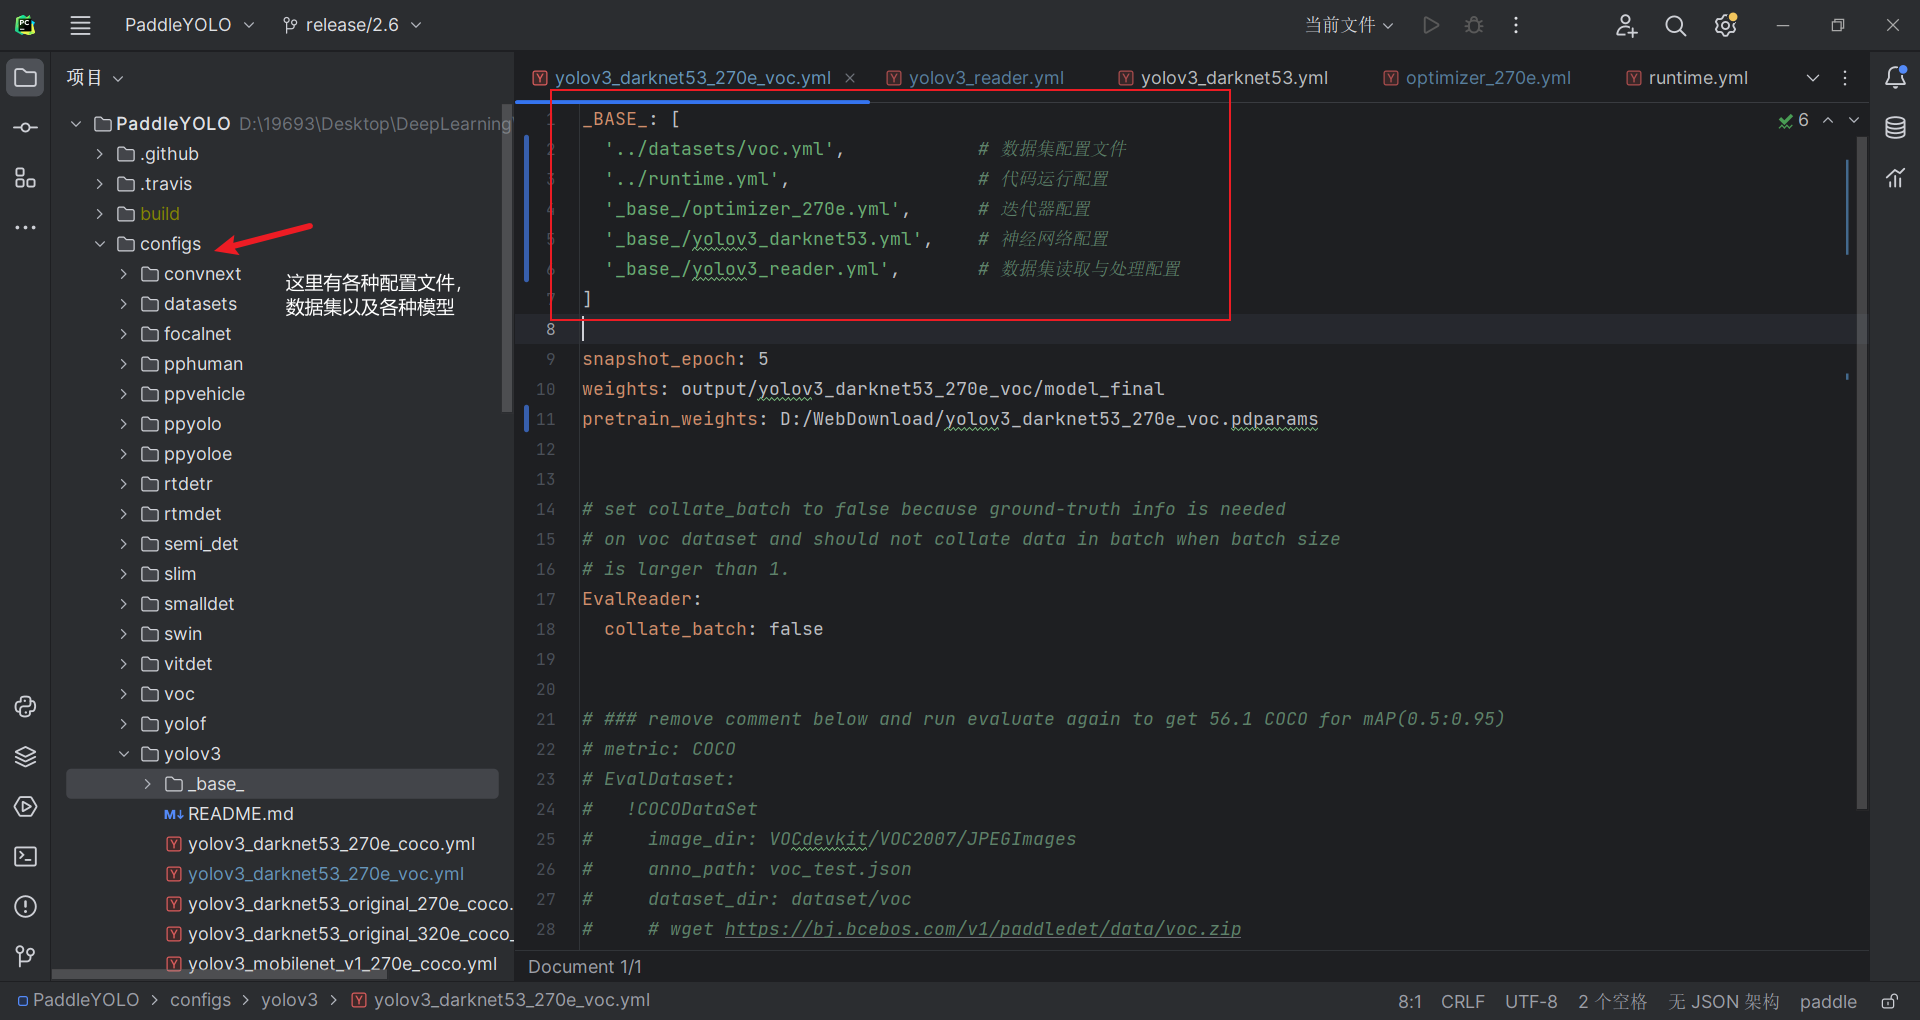 PaddleYOLO
release/2.6
当前文件
项目
yolov3_darknet53_270e_voc.yml
yolov3_reader.yml
yolov3_darknet53.yml
optimizer_270e.yml
runtime.yml
PaddleYOLO D:\19693\Desktop\DeepLearning
.github
.travis
build
configs
convnext
datasets
focalnet
pphuman
ppvehicle
ppyolo
ppyoloe
rtdetr
rtmdet
semi_det
slim
smalldet
swin
vitdet
voc
yolof
yolov3
_base_
README.md
yolov3_darknet53_270e_coco.yml
yolov3_darknet53_270e_voc.yml
yolov3_darknet53_original_270e_coco.
yolov3_darknet53_original_320e_coco_
yolov3_mobilenet_v1_270e_coco.yml
这里有各种配置文件,
数据集以及各种模型
6
1 _BASE_: [
2 '../datasets/voc.yml', # 数据集配置文件
3 '../runtime.yml', # 代码运行配置
4 '_base_/optimizer_270e.yml', # 迭代器配置
5 '_base_/yolov3_darknet53.yml', # 神经网络配置
6 '_base_/yolov3_reader.yml', # 数据集读取与处理配置
7 ]
8
9 snapshot_epoch: 5
10 weights: output/yolov3_darknet53_270e_voc/model_final
11 pretrain_weights: D:/WebDownload/yolov3_darknet53_270e_voc.pdparams
12
13
14 # set collate_batch to false because ground-truth info is needed
15 # on voc dataset and should not collate data in batch when batch size
16 # is larger than 1.
17 EvalReader:
18 collate_batch: false
19
20
21 # ### remove comment below and run evaluate again to get 56.1 COCO for mAP(0.5:0.95)
22 # metric: COCO
23 # EvalDataset:
24 # !COCODataSet
25 # image_dir: VOCdevkit/VOC2007/JPEGImages
26 # anno_path: voc_test.json
27 # dataset_dir: dataset/voc
28 # # wget https://bj.bcebos.com/v1/paddledet/data/voc.zip
Document 1/1
PaddleYOLO > configs > yolov3 > yolov3_darknet53_270e_voc.yml
8:1 CRLF UTF-8 2 个空格 无 JSON 架构 paddle